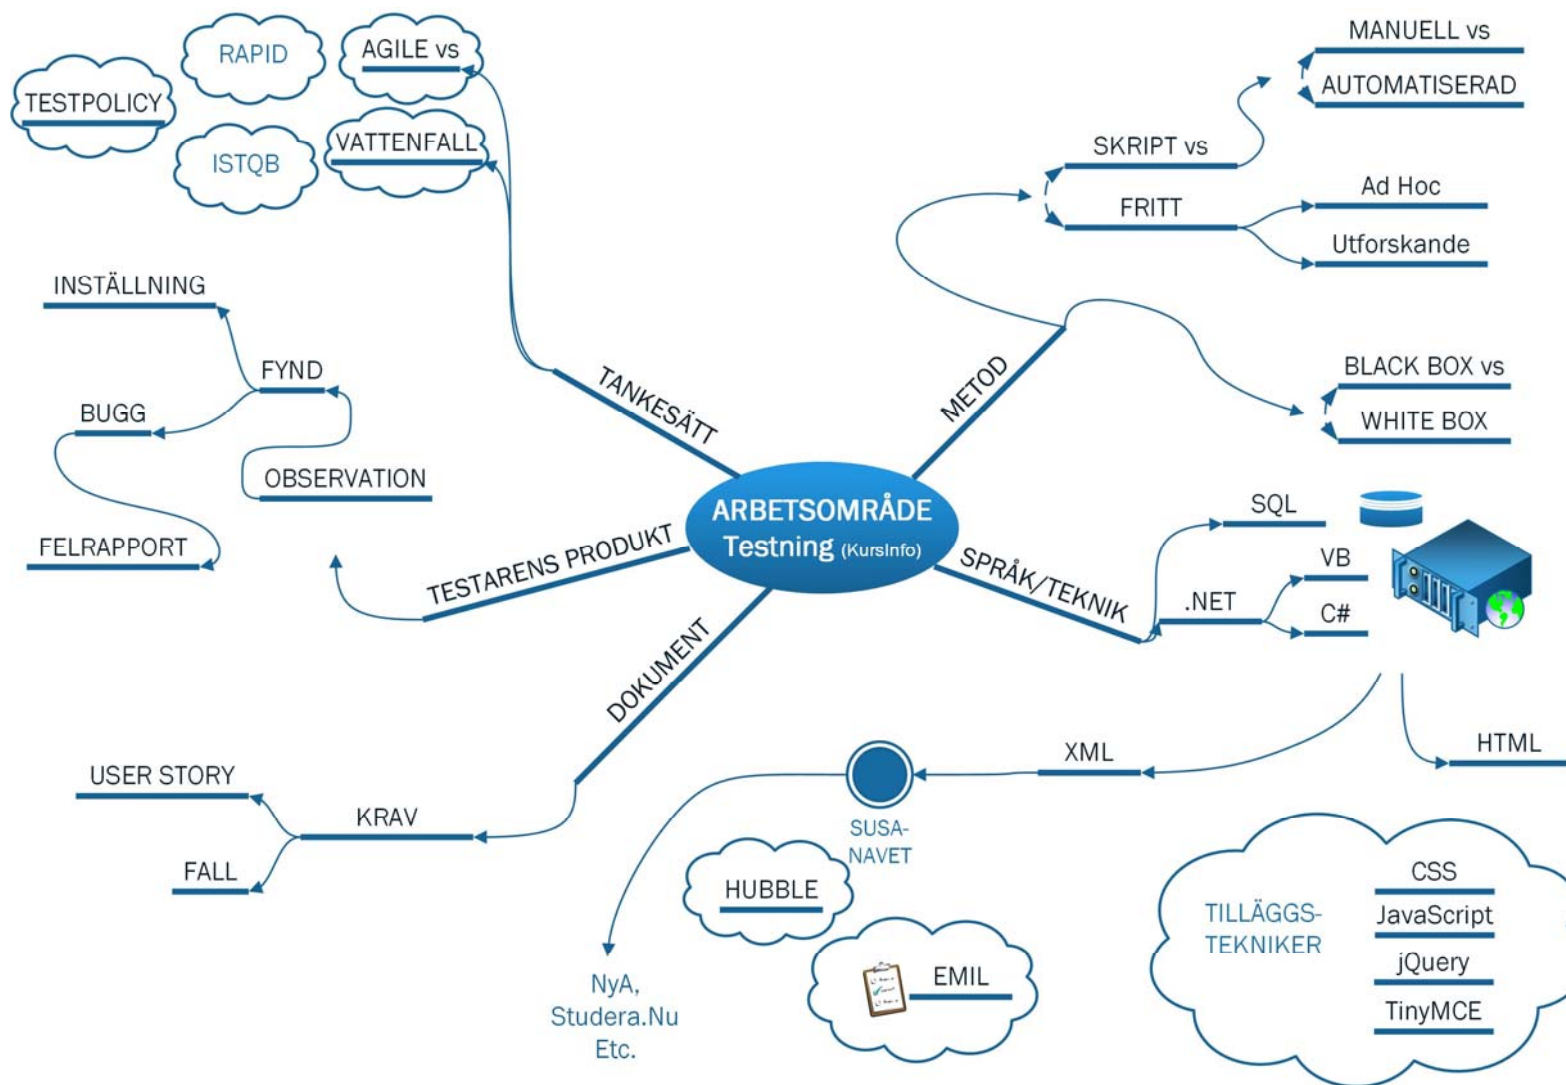 RAPID
AGILE vs
TESTPOLICY
ISTQB
VATTENFALL
MANUELL vs
AUTOMATISERAD
SKRIPT vs
FRITT
Ad Hoc
Utforskande
INSTÄLLNING
FYND
BUGG
OBSERVATION
FELRAPPORT
TANKESÄTT
METOD
BLACK BOX vs
WHITE BOX
ARBETSOMRÅDE
Testning (KursInfo)
TESTARENS PRODUKT
SPRÅK/TEKNIK
SQL
.NET
VB
C#
DOKUMENT
USER STORY
KRAV
FALL
XML
HTML
SUSA-
NAVET
HUBBLE
EMIL
NyA,
Studera.Nu
Etc.
TILLÄGGS-
TEKNIKER
CSS
JavaScript
jQuery
TinyMCE